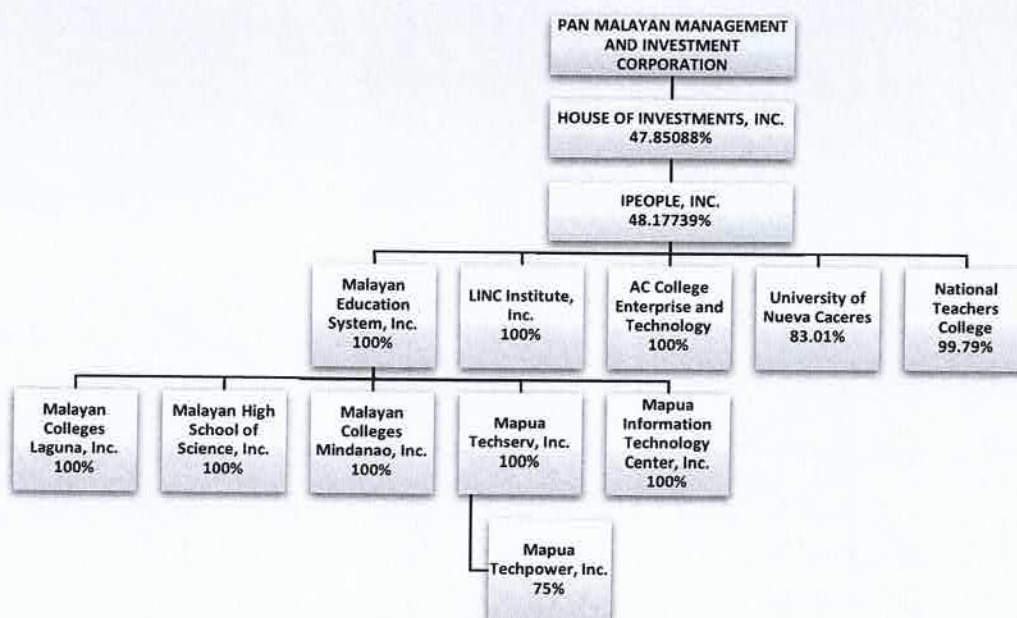 PAN MALAYAN MANAGEMENT
AND INVESTMENT
CORPORATION
HOUSE OF INVESTMENTS, INC.
47.85088%
IPEOPLE, INC.
48.17739%
Malayan
Education
System, Inc.
100%
LINC Institute,
Inc.
100%
AC College
Enterprise and
Technology
100%
University of
Nueva Caceres
83.01%
National
Teachers
College
99.79%
Malayan
Colleges
Laguna, Inc.
100%
Malayan High
School of
Science, Inc.
100%
Malayan
Colleges
Mindanao, Inc.
100%
Mapua
Techserv, Inc.
100%
Mapua
Information
Technology
Center, Inc.
100%
Mapua
Techpower, Inc.
75%